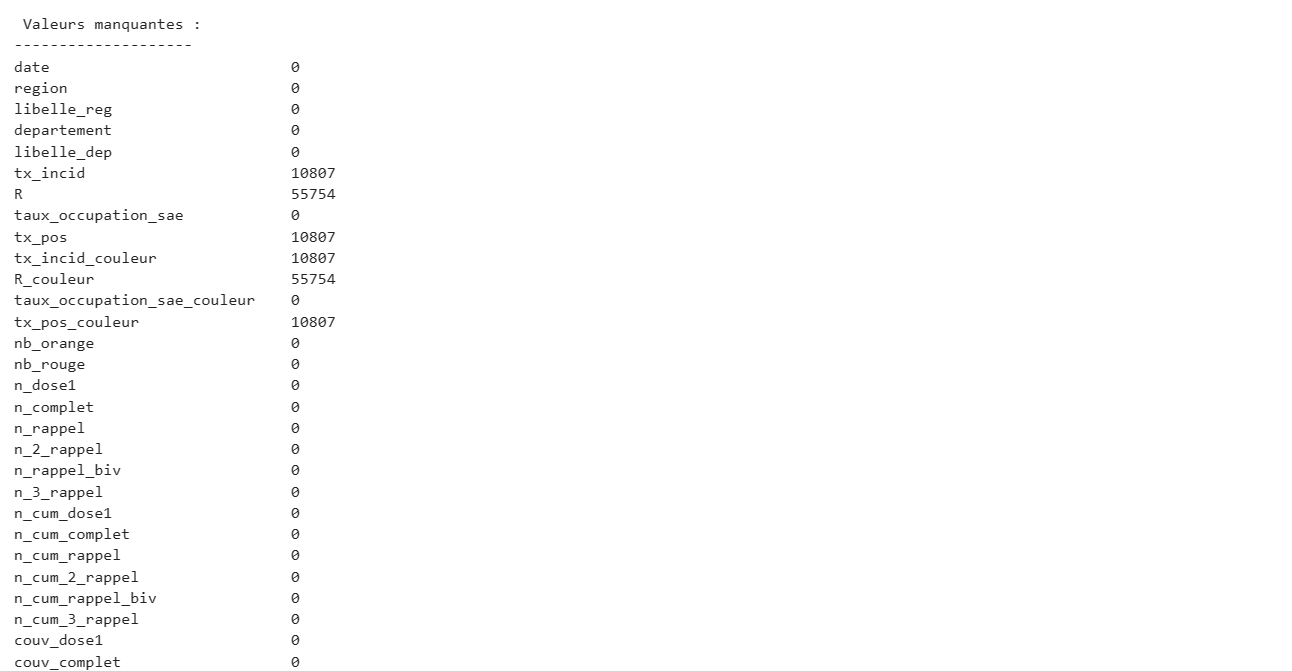 Valeurs manquantes :
--------------------
date 0
region 0
libelle_reg 0
departement 0
libelle_dep 0
tx_incid 10807
R 55754
taux_occupation_sae 0
tx_pos 10807
tx_incid_couleur 10807
R_couleur 55754
taux_occupation_sae_couleur 0
tx_pos_couleur 10807
nb_orange 0
nb_rouge 0
n_dose1 0
n_complet 0
n_rappel 0
n_2_rappel 0
n_rappel_biv 0
n_3_rappel 0
n_cum_dose1 0
n_cum_complet 0
n_cum_rappel 0
n_cum_2_rappel 0
n_cum_rappel_biv 0
n_cum_3_rappel 0
couv_dose1 0
couv_complet 0